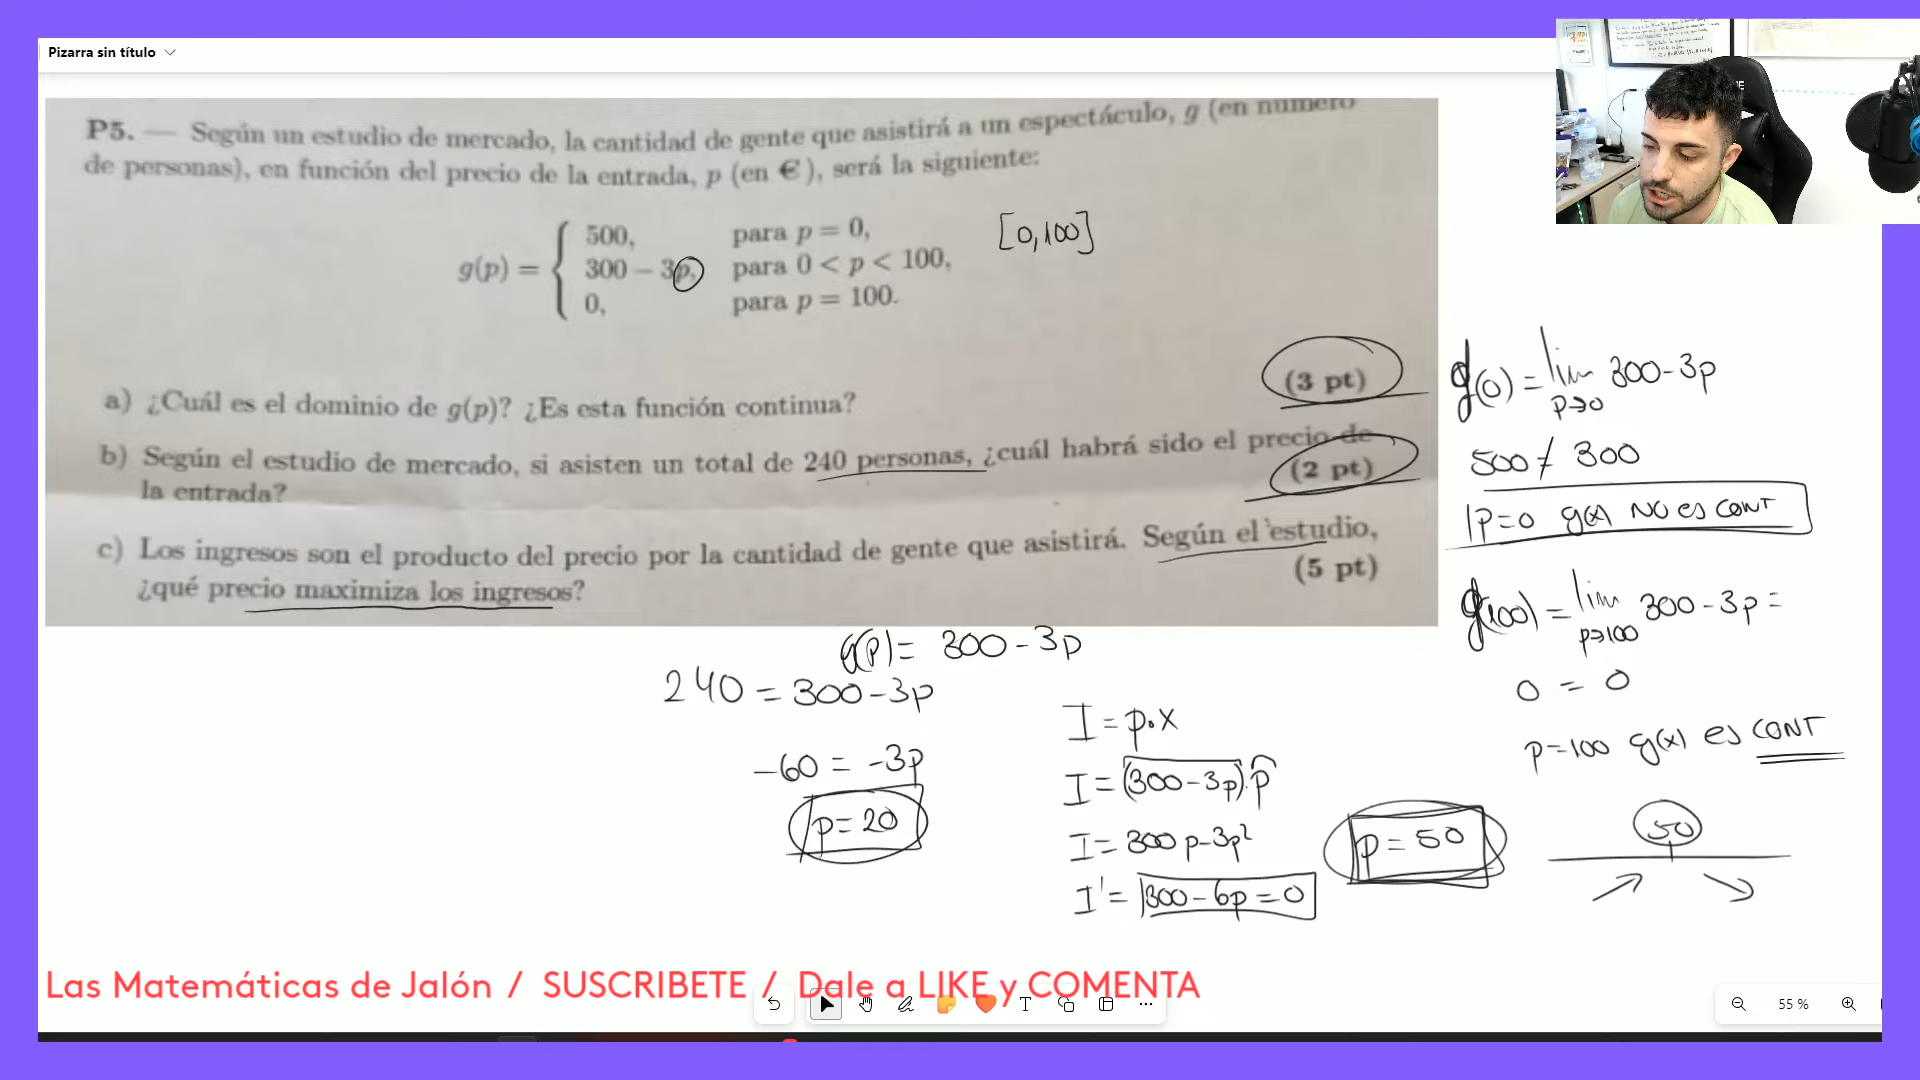 Pizarra sin título
P5. — Según un estudio de mercado, la cantidad de gente que asistirá a un espectáculo, g (en número
de personas), en función del precio de la entrada, p (en €), será la siguiente:
g(p) = { 500, para p = 0,
300 − 3p, para 0 < p < 100,
0, para p = 100.
[0,100]
a) ¿Cuál es el dominio de g(p)? ¿Es esta función continua? (3 pt)
b) Según el estudio de mercado, si asisten un total de 240 personas, ¿cuál habrá sido el precio de
la entrada? (2 pt)
c) Los ingresos son el producto del precio por la cantidad de gente que asistirá. Según el estudio,
¿qué precio maximiza los ingresos? (5 pt)
g(p) = 300 - 3p
240 = 300 - 3p
-60 = -3p
p = 20
I = p·x
I = (300 - 3p)·p
I = 300p - 3p²
I' = 300 - 6p = 0
p = 50
50
g(0) = lim 300 - 3p
p→0
500 ≠ 300
p=0 g(x) NO es CONT
g(100) = lim 300 - 3p =
p→100
0 = 0
p=100 g(x) es CONT
Las Matemáticas de Jalón / SUSCRIBETE / Dale a LIKE y COMENTA
55 %